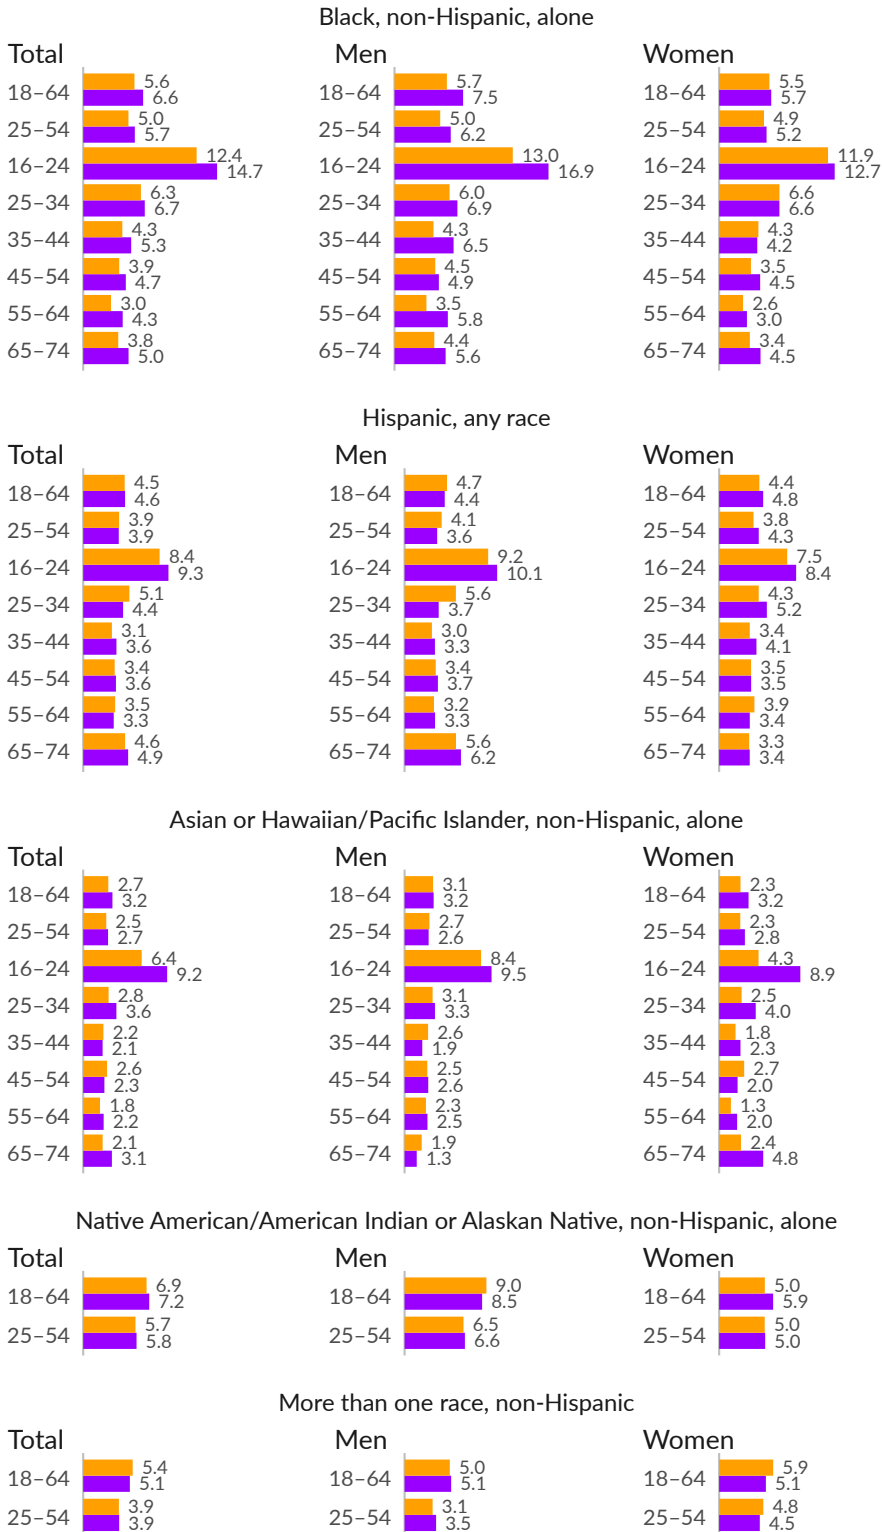 Black, non-Hispanic, alone
Total Men Women
5.6 5.7 5.5
18–64 6.6 18–64 7.5 18–64 5.7
5.0 5.0 4.9
25–54 5.7 25–54 6.2 25–54 5.2
12.4 13.0 11.9
16–24 14.7 16–24 16.9 16–24 12.7
6.3 6.0 6.6
25–34 6.7 25–34 6.9 25–34 6.6
4.3 4.3 4.3
35–44 5.3 35–44 6.5 35–44 4.2
3.9 4.5 3.5
45–54 4.7 45–54 4.9 45–54 4.5
3.0 3.5 2.6
55–64 4.3 55–64 5.8 55–64 3.0
3.8 4.4 3.4
65–74 5.0 65–74 5.6 65–74 4.5
Hispanic, any race
Total Men Women
4.5 4.7 4.4
18–64 4.6 18–64 4.4 18–64 4.8
3.9 4.1 3.8
25–54 3.9 25–54 3.6 25–54 4.3
8.4 9.2 7.5
16–24 9.3 16–24 10.1 16–24 8.4
5.1 5.6 4.3
25–34 4.4 25–34 3.7 25–34 5.2
3.1 3.0 3.4
35–44 3.6 35–44 3.3 35–44 4.1
3.4 3.4 3.5
45–54 3.6 45–54 3.7 45–54 3.5
3.5 3.2 3.9
55–64 3.3 55–64 3.3 55–64 3.4
4.6 5.6 3.3
65–74 4.9 65–74 6.2 65–74 3.4
Asian or Hawaiian/Pacific Islander, non-Hispanic, alone
Total Men Women
2.7 3.1 2.3
18–64 3.2 18–64 3.2 18–64 3.2
2.5 2.7 2.3
25–54 2.7 25–54 2.6 25–54 2.8
6.4 8.4 4.3
16–24 9.2 16–24 9.5 16–24 8.9
2.8 3.1 2.5
25–34 3.6 25–34 3.3 25–34 4.0
2.2 2.6 1.8
35–44 2.1 35–44 1.9 35–44 2.3
2.6 2.5 2.7
45–54 2.3 45–54 2.6 45–54 2.0
1.8 2.3 1.3
55–64 2.2 55–64 2.5 55–64 2.0
2.1 1.9 2.4
65–74 3.1 65–74 1.3 65–74 4.8
Native American/American Indian or Alaskan Native, non-Hispanic, alone
Total Men Women
6.9 9.0 5.0
18–64 7.2 18–64 8.5 18–64 5.9
5.7 6.5 5.0
25–54 5.8 25–54 6.6 25–54 5.0
More than one race, non-Hispanic
Total Men Women
5.4 5.0 5.9
18–64 5.1 18–64 5.1 18–64 5.1
3.9 3.1 4.8
25–54 3.9 25–54 3.5 25–54 4.5